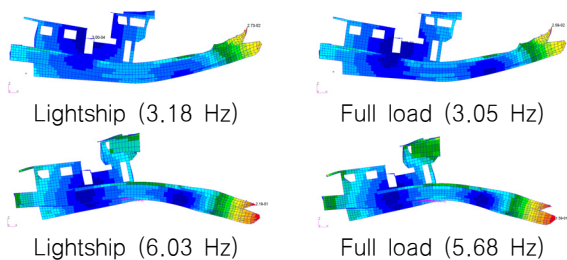 Lightship (3.18 Hz)
Full load (3.05 Hz)
Lightship (6.03 Hz)
Full load (5.68 Hz)